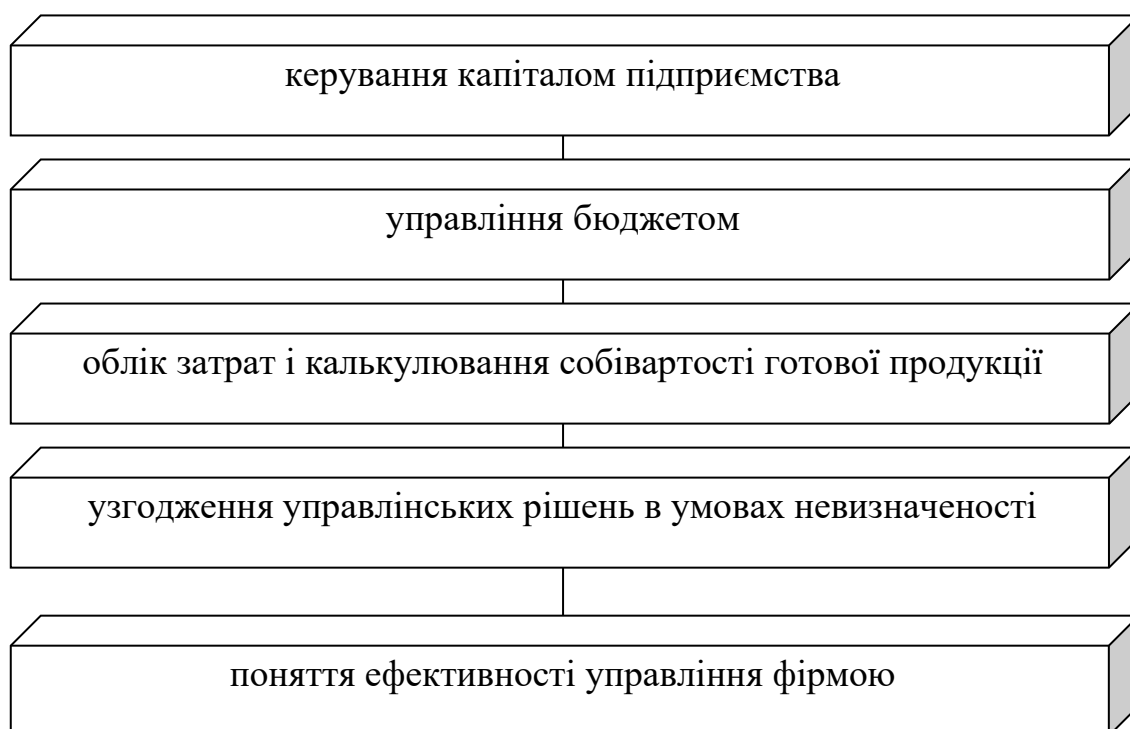 керування капіталом підприємства
управління бюджетом
облік затрат і калькулювання собівартості готової продукції
узгодження управлінських рішень в умовах невизначеності
поняття ефективності управління фірмою